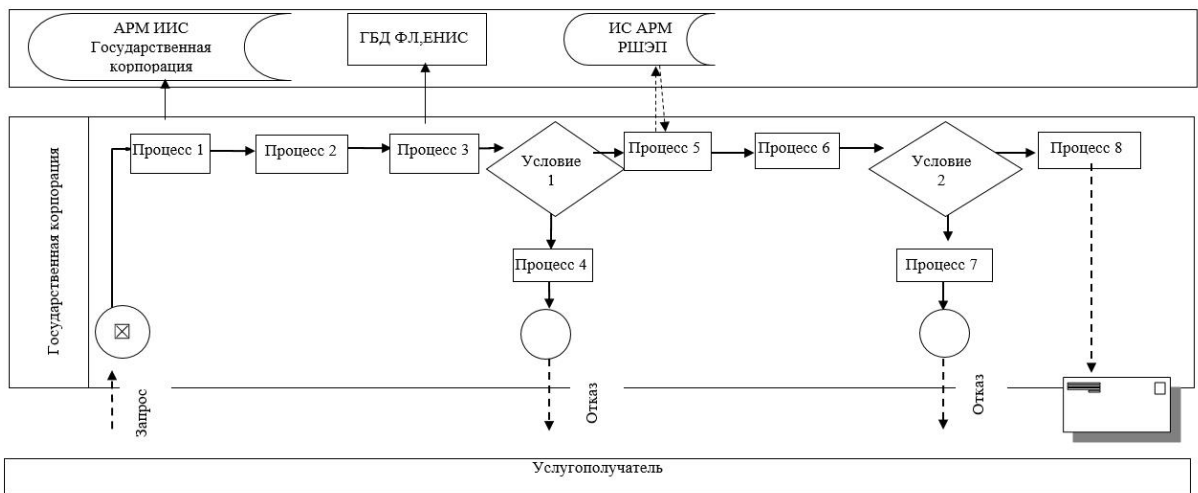 АРМ ИИС
Государственная
корпорация
ГБД ФЛ,ЕНИС
ИС АРМ
РШЭП
Государственная корпорация
Процесс 1
Процесс 2
Процесс 3
Условие
1
Процесс 5
Процесс 6
Условие
2
Процесс 8
Процесс 4
Процесс 7
Запрос
Отказ
Отказ
Услугополучатель